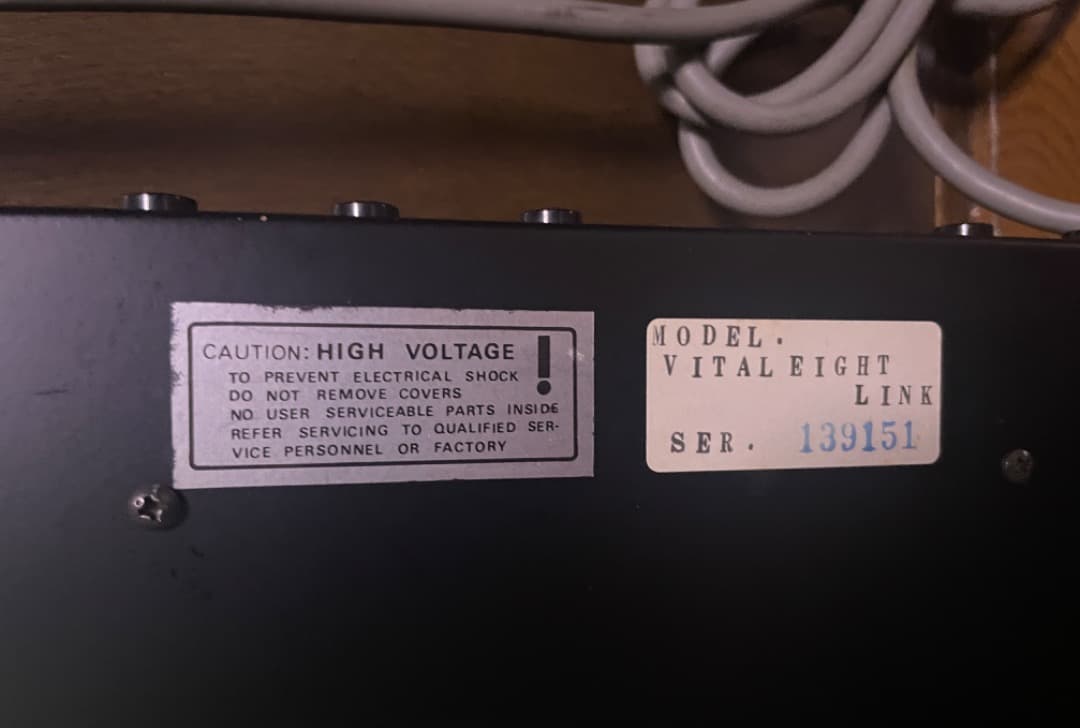 CAUTION: HIGH VOLTAGE !
TO PREVENT ELECTRICAL SHOCK
DO NOT REMOVE COVERS
NO USER SERVICEABLE PARTS INSIDE
REFER SERVICING TO QUALIFIED SER-
VICE PERSONNEL OR FACTORY
MODEL.
VITAL EIGHT
LINK
SER. 139151